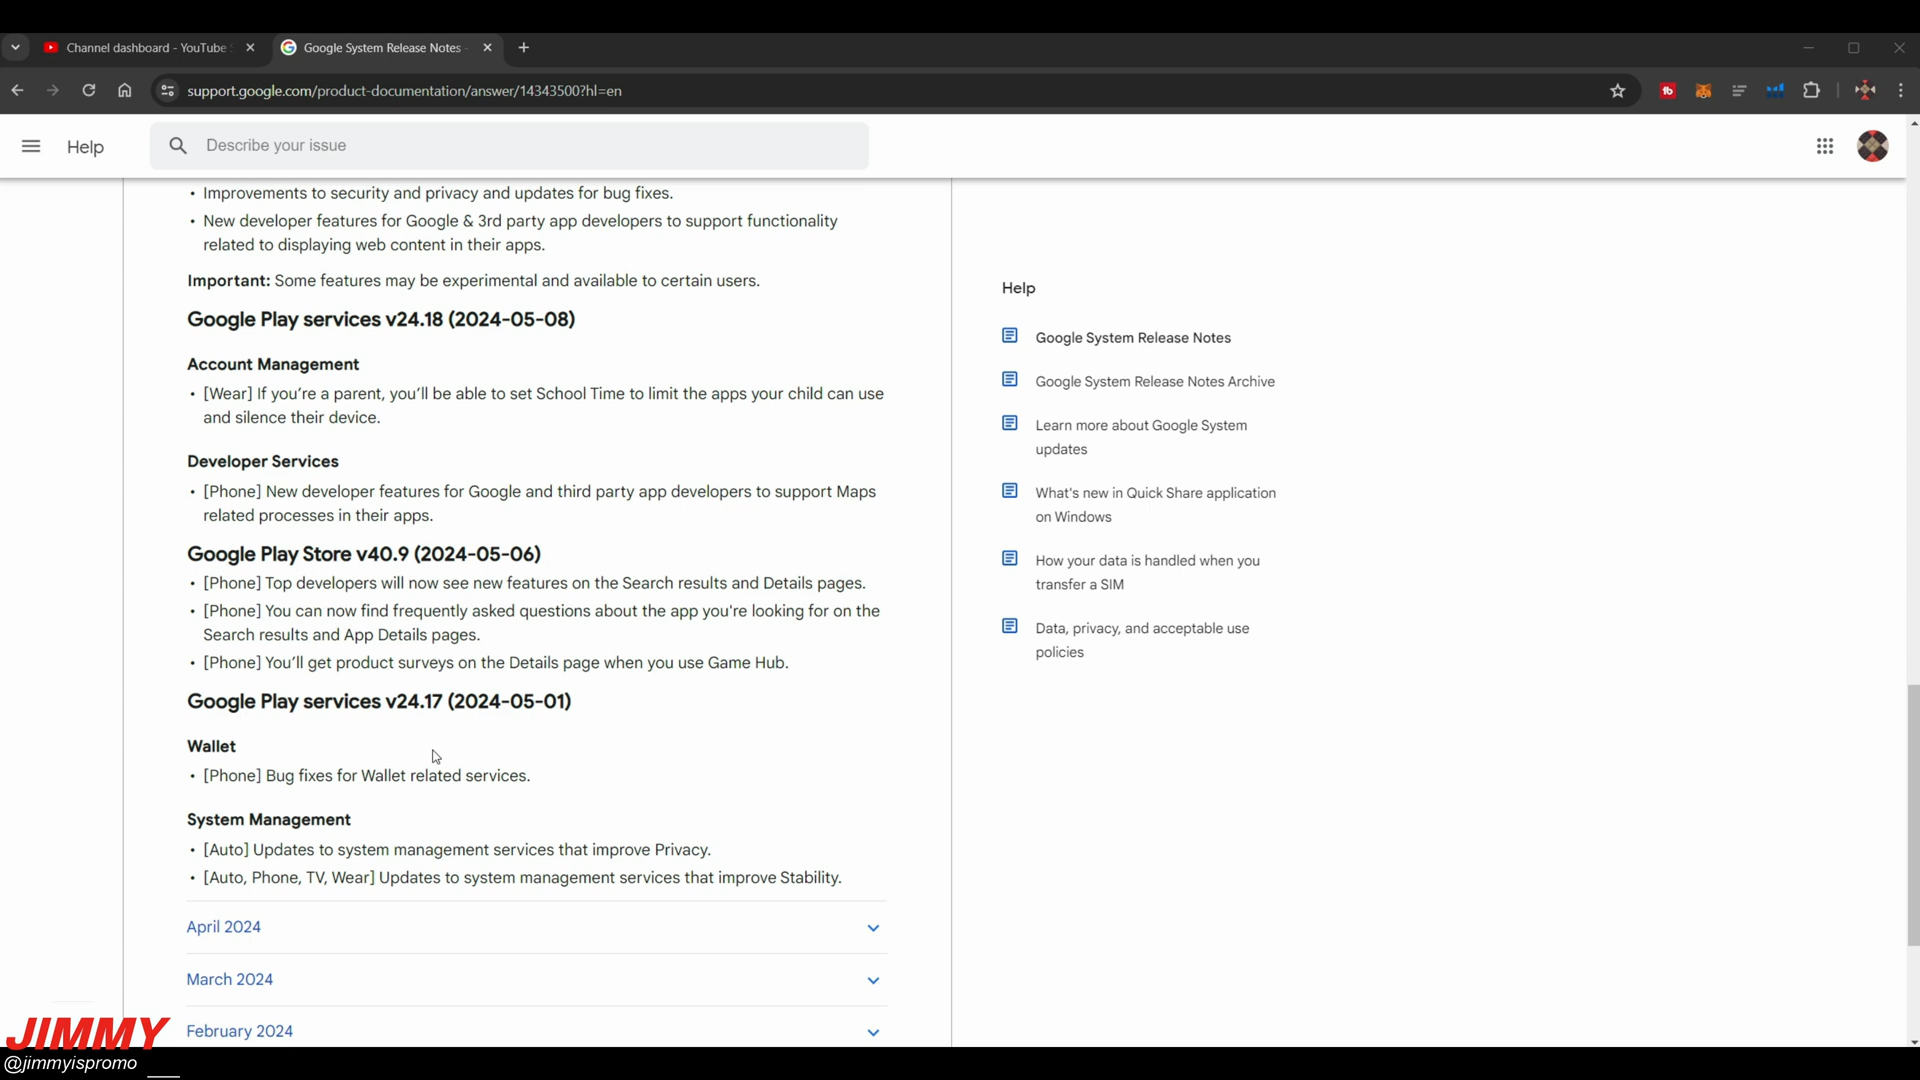 Channel dashboard - YouTube
Google System Release Notes -
support.google.com/product-documentation/answer/14343500?hl=en
Help
Describe your issue
• Improvements to security and privacy and updates for bug fixes.
• New developer features for Google & 3rd party app developers to support functionality
related to displaying web content in their apps.
Important: Some features may be experimental and available to certain users.
Google Play services v24.18 (2024-05-08)
Account Management
• [Wear] If you’re a parent, you’ll be able to set School Time to limit the apps your child can use
and silence their device.
Developer Services
• [Phone] New developer features for Google and third party app developers to support Maps
related processes in their apps.
Google Play Store v40.9 (2024-05-06)
• [Phone] Top developers will now see new features on the Search results and Details pages.
• [Phone] You can now find frequently asked questions about the app you're looking for on the
Search results and App Details pages.
• [Phone] You’ll get product surveys on the Details page when you use Game Hub.
Google Play services v24.17 (2024-05-01)
Wallet
• [Phone] Bug fixes for Wallet related services.
System Management
• [Auto] Updates to system management services that improve Privacy.
• [Auto, Phone, TV, Wear] Updates to system management services that improve Stability.
April 2024
March 2024
February 2024
Help
Google System Release Notes
Google System Release Notes Archive
Learn more about Google System
updates
What's new in Quick Share application
on Windows
How your data is handled when you
transfer a SIM
Data, privacy, and acceptable use
policies
JIMMY
@jimmyispromo